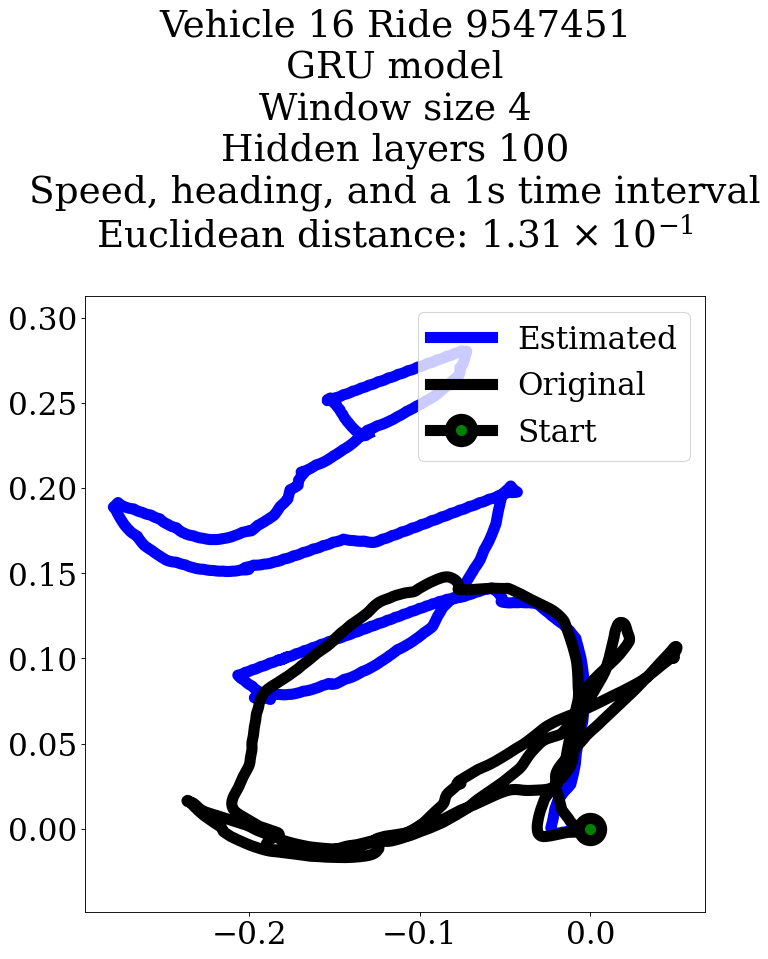 Vehicle 16 Ride 9547451
GRU model
Window size 4
Hidden layers 100
Speed, heading, and a 1s time interval
Euclidean distance: 1.31 × 10⁻¹
Estimated
Original
Start
0.30
0.25
0.20
0.15
0.10
0.05
0.00
−0.2 −0.1 0.0